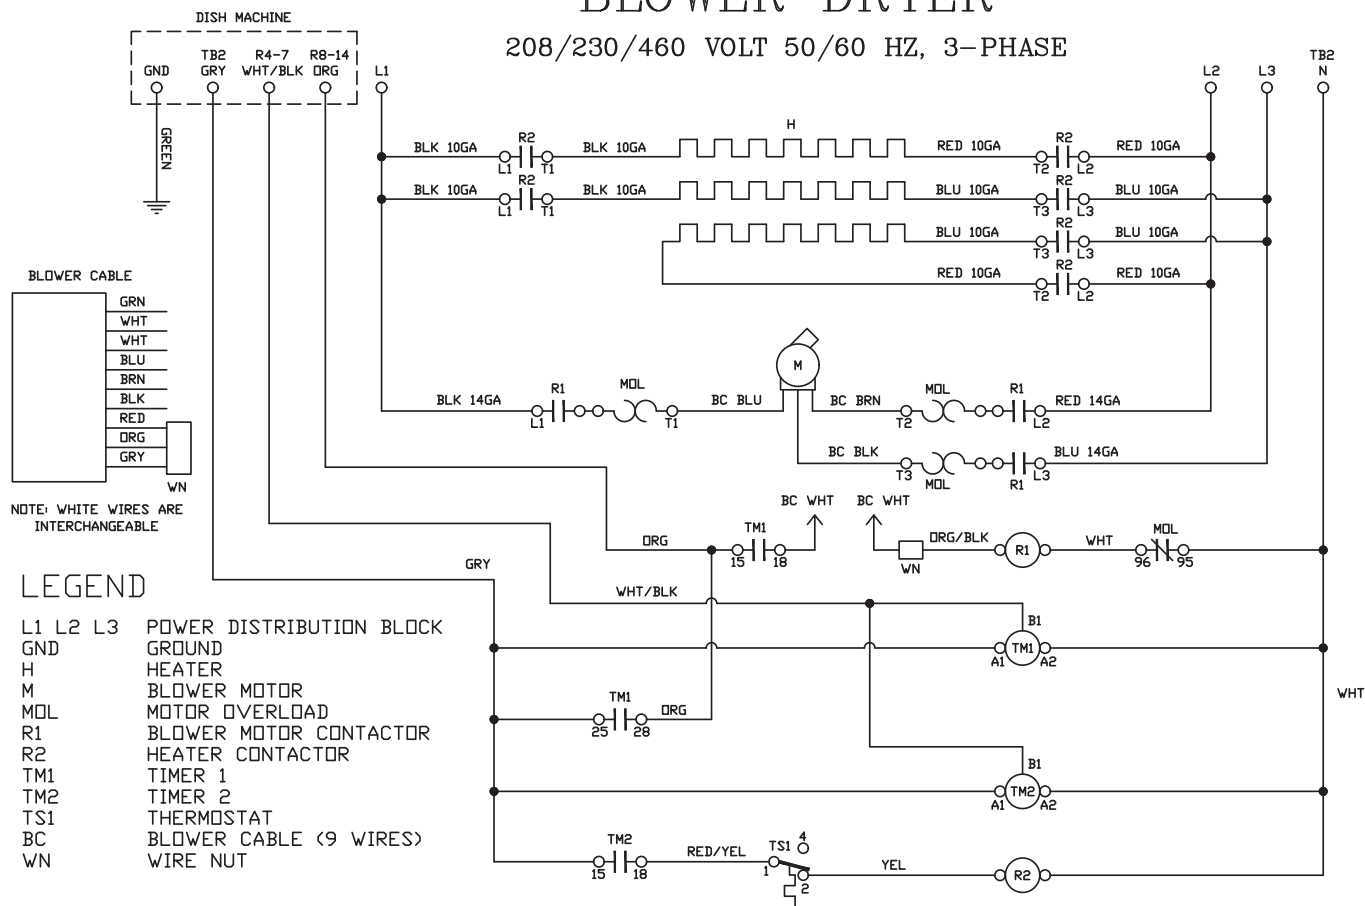 BLOWER DRYER
208/230/460 VOLT 50/60 HZ, 3-PHASE
DISH MACHINE
GND
TB2
GRY
R4-7
WHT/BLK
R8-14
ORG
L1
L2
L3
TB2
N
GREEN
H
BLK 10GA
R2
L1
T1
BLK 10GA
RED 10GA
R2
T2
L2
RED 10GA
BLK 10GA
R2
L1
T1
BLK 10GA
BLU 10GA
R2
T3
L3
BLU 10GA
BLU 10GA
R2
T3
L3
BLU 10GA
RED 10GA
R2
T2
L2
RED 10GA
BLOWER CABLE
GRN
WHT
WHT
BLU
BRN
BLK
RED
ORG
GRY
WN
NOTE: WHITE WIRES ARE
INTERCHANGEABLE
M
BLK 14GA
R1
L1
MOL
T1
BC BLU
BC BRN
T2
MOL
R1
L2
RED 14GA
BC BLK
T3
MOL
R1
L3
BLU 14GA
BC WHT
BC WHT
ORG
TM1
15
18
WN
ORG/BLK
R1
WHT
MOL
96
95
GRY
WHT/BLK
B1
TM1
A1
A2
WHT
TM1
25
28
ORG
B1
TM2
A1
A2
TM2
15
18
RED/YEL
TS1
4
1
2
YEL
R2
LEGEND
L1 L2 L3 POWER DISTRIBUTION BLOCK
GND GROUND
H HEATER
M BLOWER MOTOR
MOL MOTOR OVERLOAD
R1 BLOWER MOTOR CONTACTOR
R2 HEATER CONTACTOR
TM1 TIMER 1
TM2 TIMER 2
TS1 THERMOSTAT
BC BLOWER CABLE (9 WIRES)
WN WIRE NUT